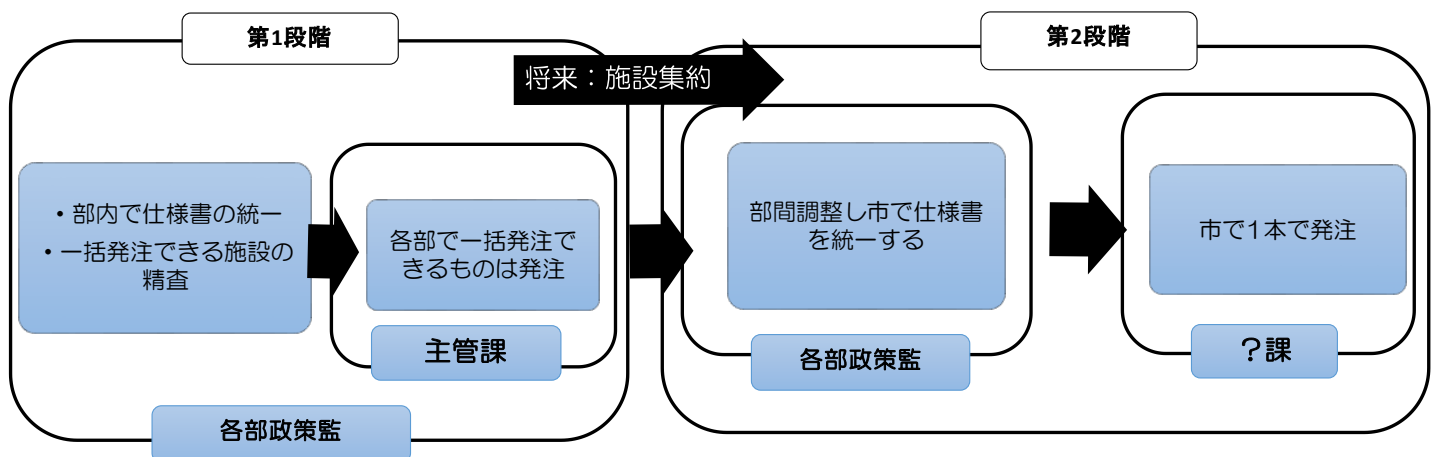 第1段階
・部内で仕様書の統一
・一括発注できる施設の
精査
各部で一括発注で
きるものは発注
主管課
各部政策監
将来：施設集約
第2段階
部間調整し市で仕様書
を統一する
各部政策監
市で1本で発注
？課